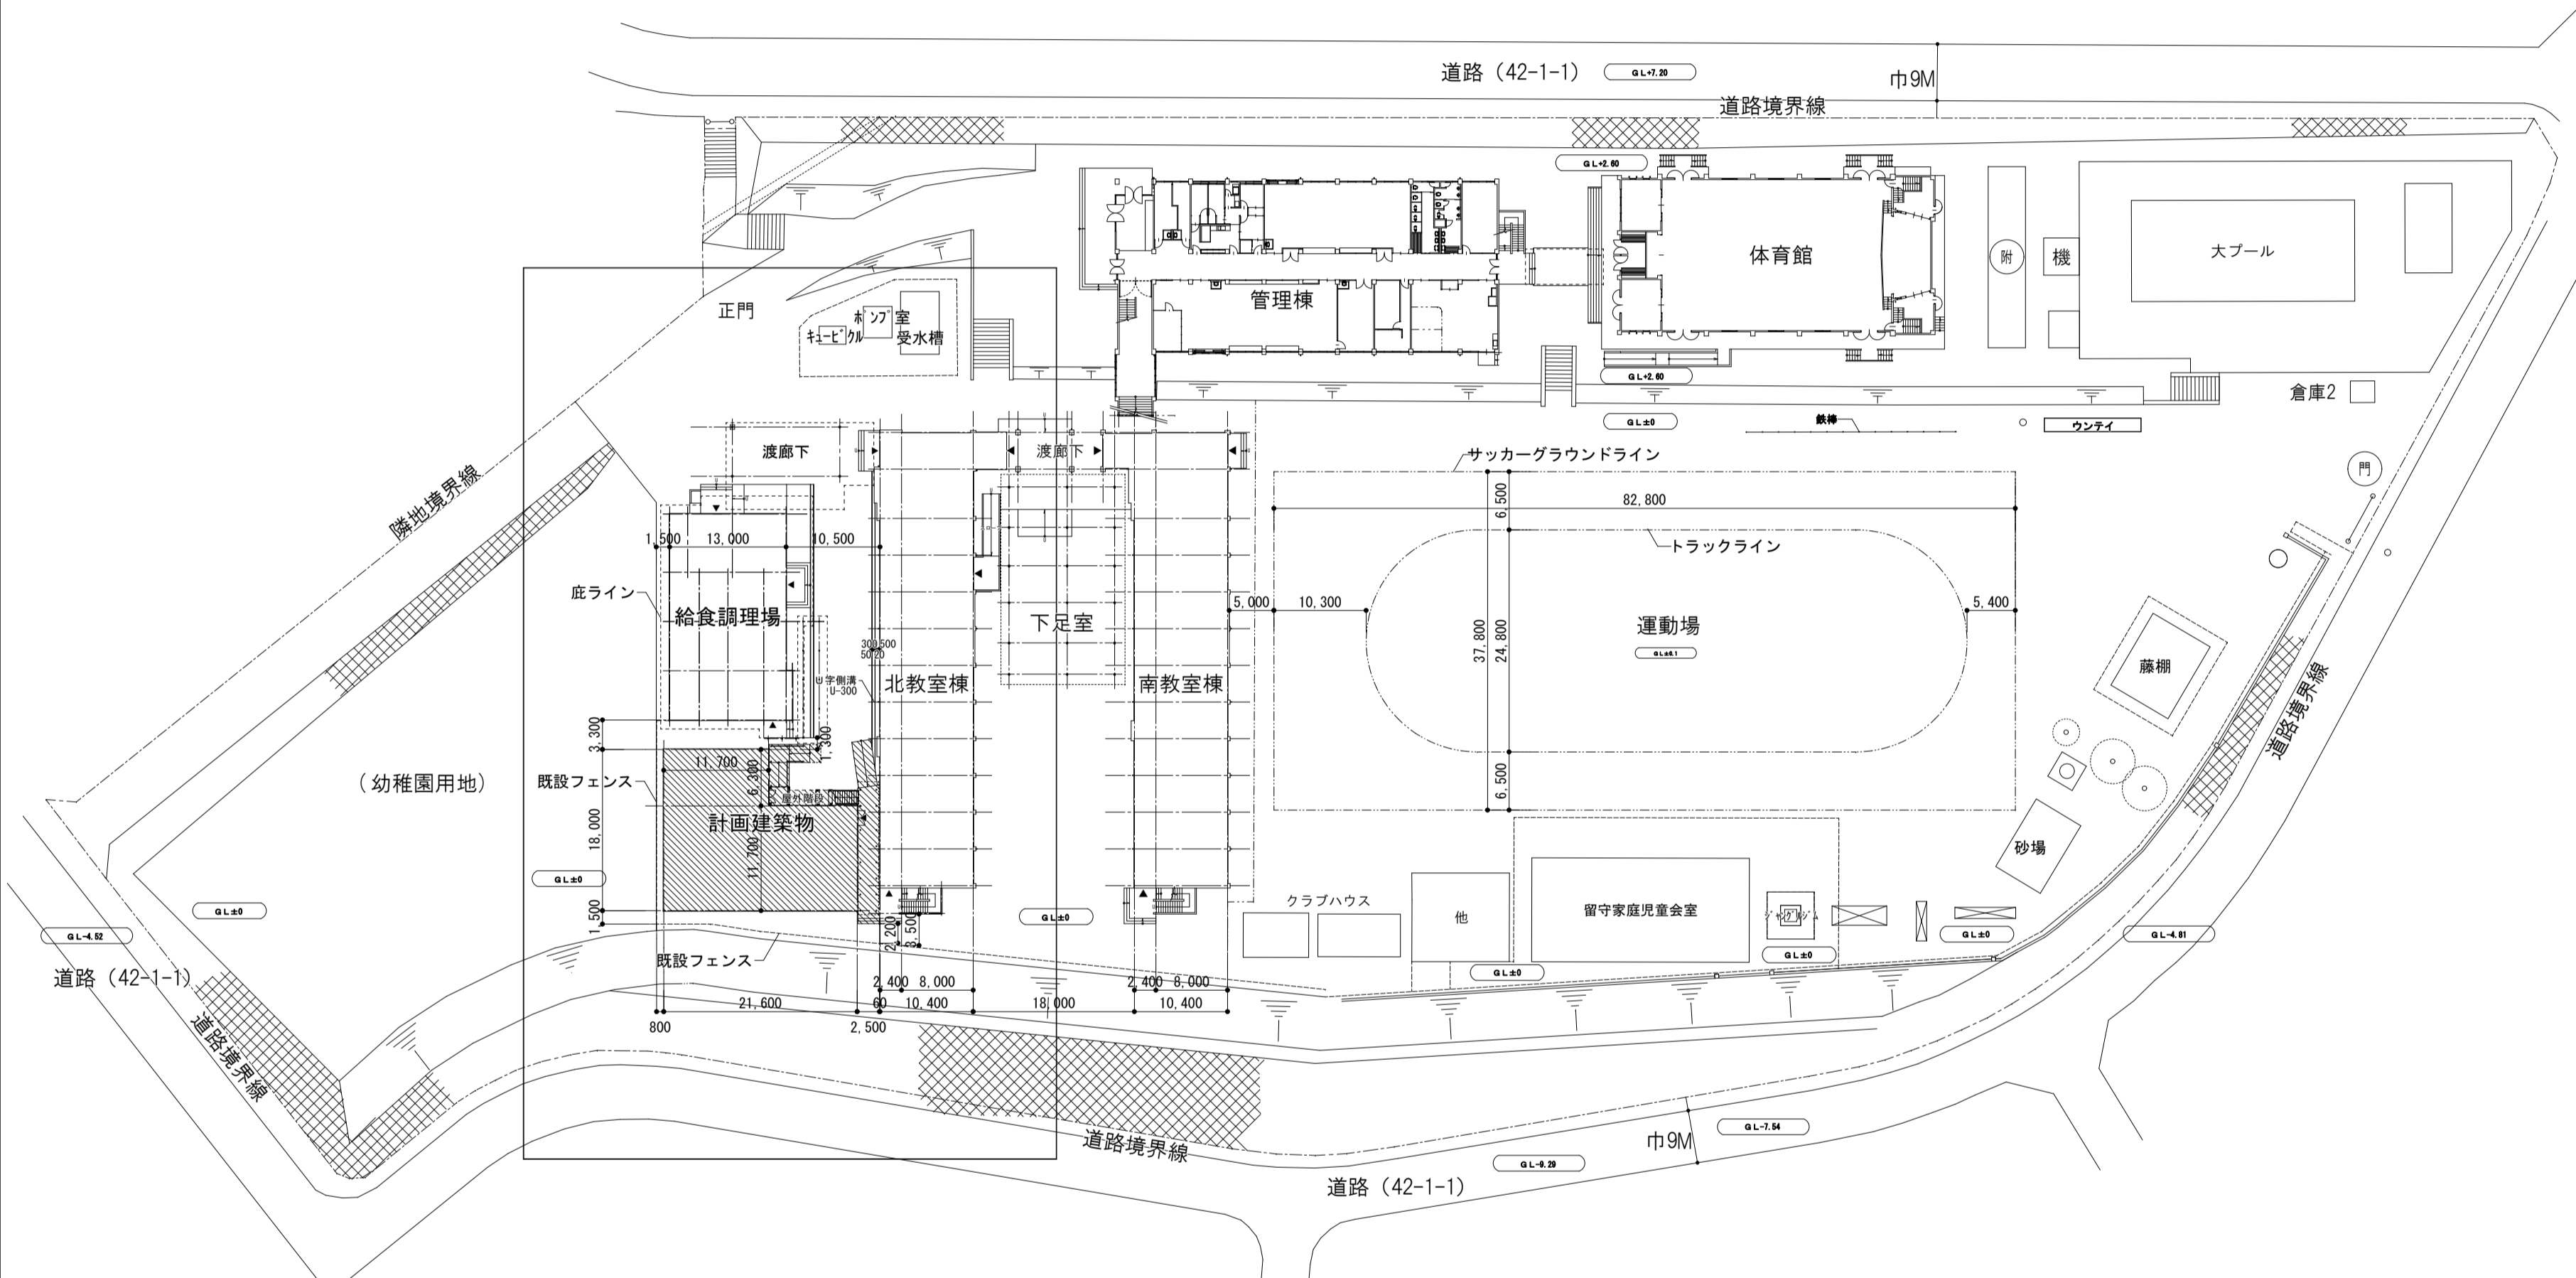 道路（42-1-1）
GL+7.20
巾9M
道路境界線
GL+2.60
体育館
附
機
大プール
管理棟
正門
ポンプ室
キュービクル
受水槽
GL+2.60
倉庫2
GL±0
鉄棒
ウンテイ
渡廊下
渡廊下
サッカーグラウンドライン
門
隣地境界線
82,800
6,500
1,500
13,000
10,500
トラックライン
庇ライン
給食調理場
下足室
5,000
10,300
5,400
運動場
37,800
24,800
藤棚
道路境界線
U字側溝
U-300
北教室棟
南教室棟
3,300
1,300
11,700
6,300
（幼稚園用地）
既設フェンス
屋外階段
計画建築物
6,500
18,000
11,700
砂場
GL±0
1,500
GL±0
クラブハウス
他
留守家庭児童会室
ジャングルジム
GL±0
GL±0
GL-4.52
2,200
3,500
GL±0
GL-4.81
既設フェンス
GL±0
道路（42-1-1）
2,400
8,000
2,400
8,000
21,600
60
10,400
18,000
10,400
800
2,500
道路境界線
道路境界線
巾9M
GL-7.54
GL-9.29
道路（42-1-1）